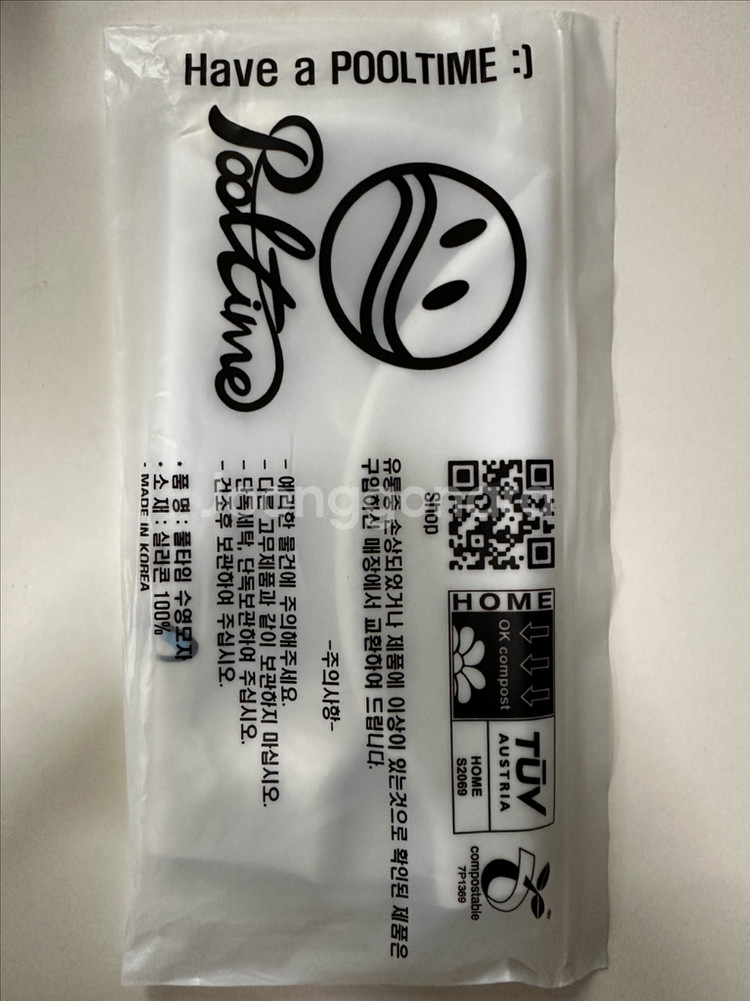 Have a POOLTIME :)
Pooltime
Shop
HOME
OK compost
TÜV
AUSTRIA
HOME
S2069
compostable
7P1369
유통중 손상되었거나 제품에 이상이 있는것으로 확인된 제품은
구입하신 매장에서 교환하여 드립니다.
-주의사항-
- 예리한 물건에 주의해주세요.
- 다른 고무제품과 같이 보관하지 마십시오.
- 단독세탁, 단독보관하여 주십시오.
- 건조후 보관하여 주십시오.
• 품 명 : 풀타임 수영모자
• 소 재 : 실리콘 100%
- MADE IN KOREA
Joonggonara